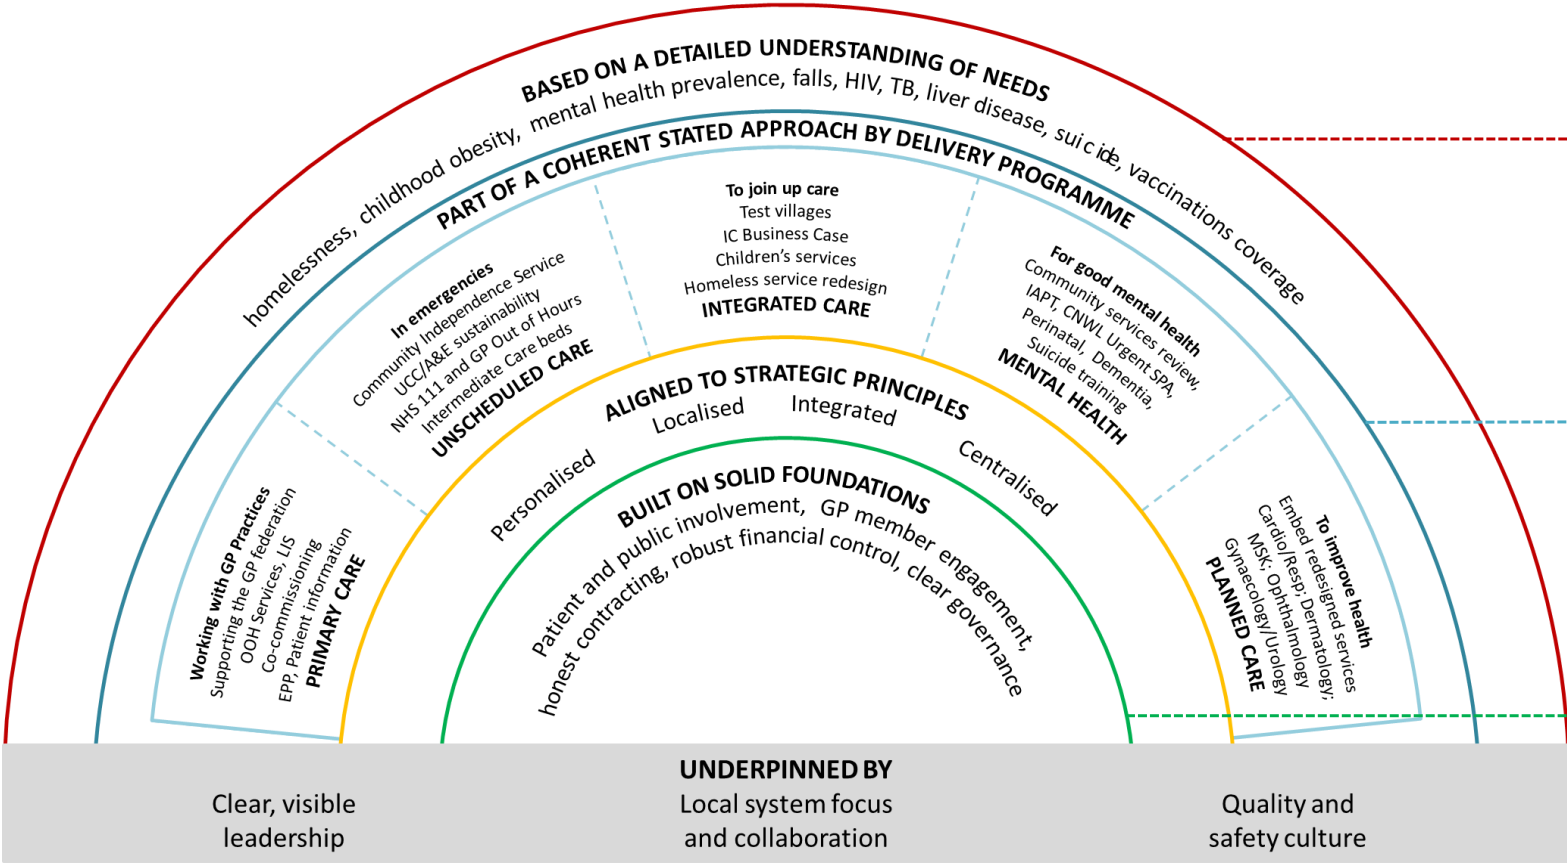 BASED ON A DETAILED UNDERSTANDING OF NEEDS
homelessness, childhood obesity, mental health prevalence, falls, HIV, TB, liver disease, suicide, vaccinations coverage
PART OF A COHERENT STATED APPROACH BY DELIVERY PROGRAMME
Working with GP Practices
Supporting the GP federation
OOH Services, LIS
Co-commissioning
EPP, Patient information
PRIMARY CARE
In emergencies
Community Independence Service
UCC/A&E sustainability
NHS 111 and GP Out of Hours
Intermediate Care beds
UNSCHEDULED CARE
To join up care
Test villages
IC Business Case
Children's services
Homeless service redesign
INTEGRATED CARE
For good mental health
Community services review,
IAPT, CNWL Urgent SPA,
Perinatal, Dementia,
Suicide training
MENTAL HEALTH
To improve health
Embed redesigned services
Cardio/Resp; Dermatology;
MSK; Ophthalmology
Gynaecology/Urology
PLANNED CARE
ALIGNED TO STRATEGIC PRINCIPLES
Personalised
Localised
Integrated
Centralised
BUILT ON SOLID FOUNDATIONS
Patient and public involvement, GP member engagement,
honest contracting, robust financial control, clear governance
UNDERPINNED BY
Clear, visible
leadership
Local system focus
and collaboration
Quality and
safety culture